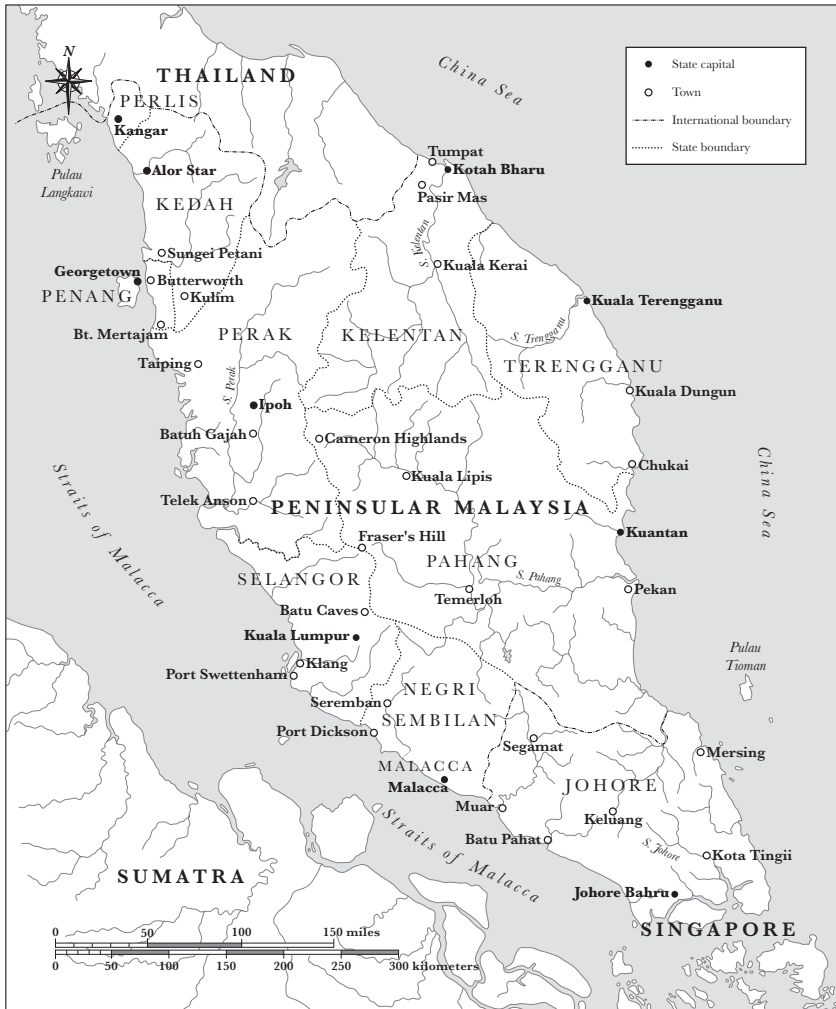 N
THAILAND
China Sea
State capital
Town
International boundary
State boundary
PERLIS
Kangar
Pulau
Langkawi
Alor Star
KEDAH
Tumpat
Kotah Bharu
Pasir Mas
S. Kelentan
Sungei Petani
Kuala Kerai
Georgetown
Butterworth
PENANG
Kulim
Kuala Terengganu
Bt. Mertajam
PERAK
KELENTAN
S. Trengganu
TERENGGANU
Taiping
S. Perak
Kuala Dungun
Ipoh
Batuh Gajah
Cameron Highlands
Chukai
China Sea
Kuala Lipis
Straits of Malacca
Telek Anson
PENINSULAR MALAYSIA
Kuantan
Fraser's Hill
PAHANG
SELANGOR
S. Pahang
Temerloh
Pekan
Batu Caves
Kuala Lumpur
Pulau
Tioman
Klang
Port Swettenham
NEGRI
SEMBILAN
Seremban
Port Dickson
Segamat
Mersing
MALACCA
Malacca
JOHORE
Muar
Keluang
Straits of Malacca
Batu Pahat
S. Johore
Kota Tingii
SUMATRA
Johore Bahru
SINGAPORE
0 50 100 150 miles
0 50 100 150 200 250 300 kilometers